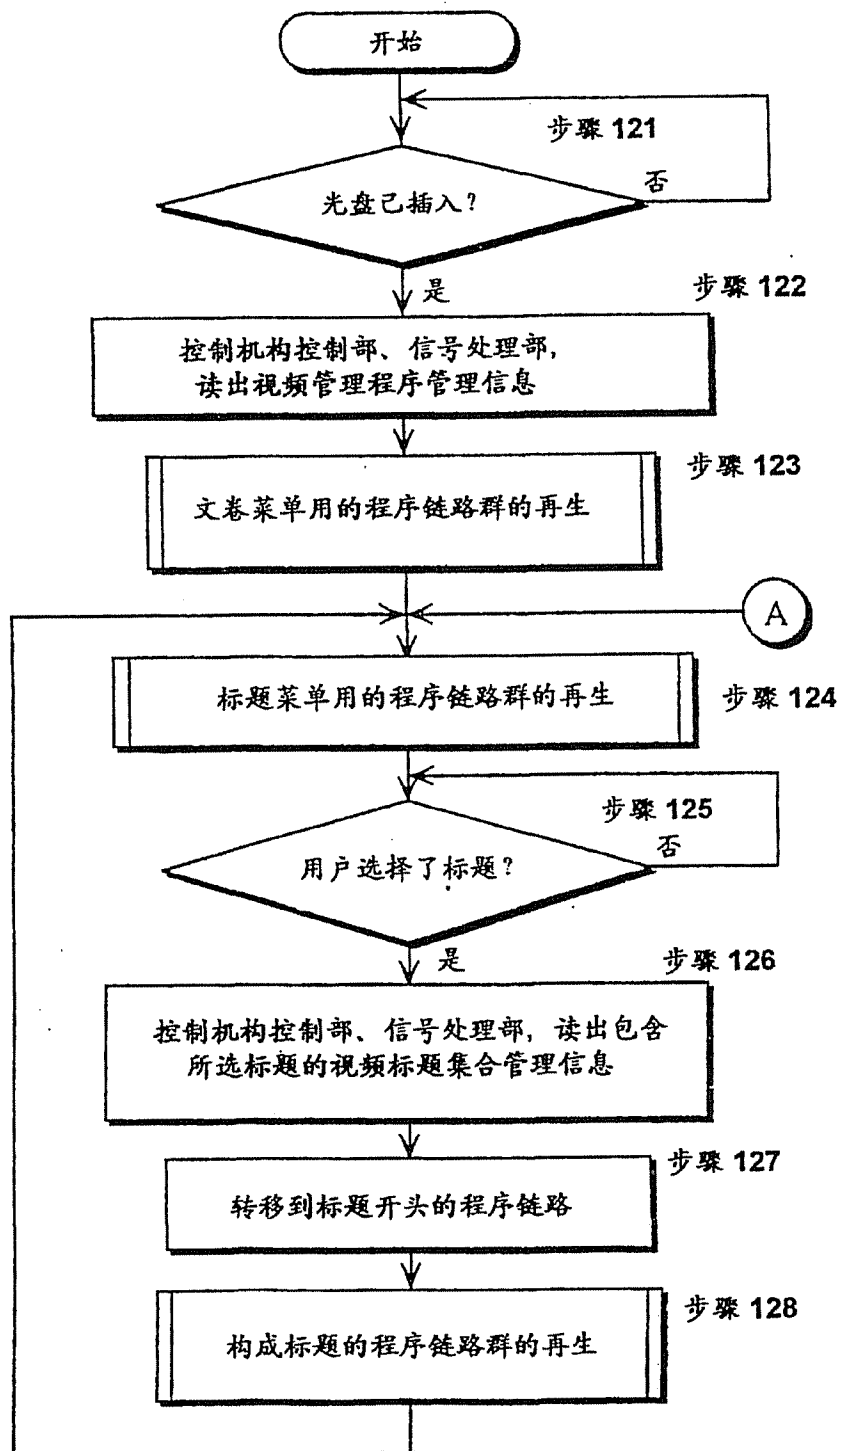 开始
步骤 121
否
光盘已插入?
是
步骤 122
控制机构控制部、信号处理部,
读出视频管理程序管理信息
步骤 123
文卷菜单用的程序链路群的再生
A
标题菜单用的程序链路群的再生
步骤 124
步骤 125
否
用户选择了标题?
是
步骤 126
控制机构控制部、信号处理部, 读出包含
所选标题的视频标题集合管理信息
步骤 127
转移到标题开头的程序链路
步骤 128
构成标题的程序链路群的再生